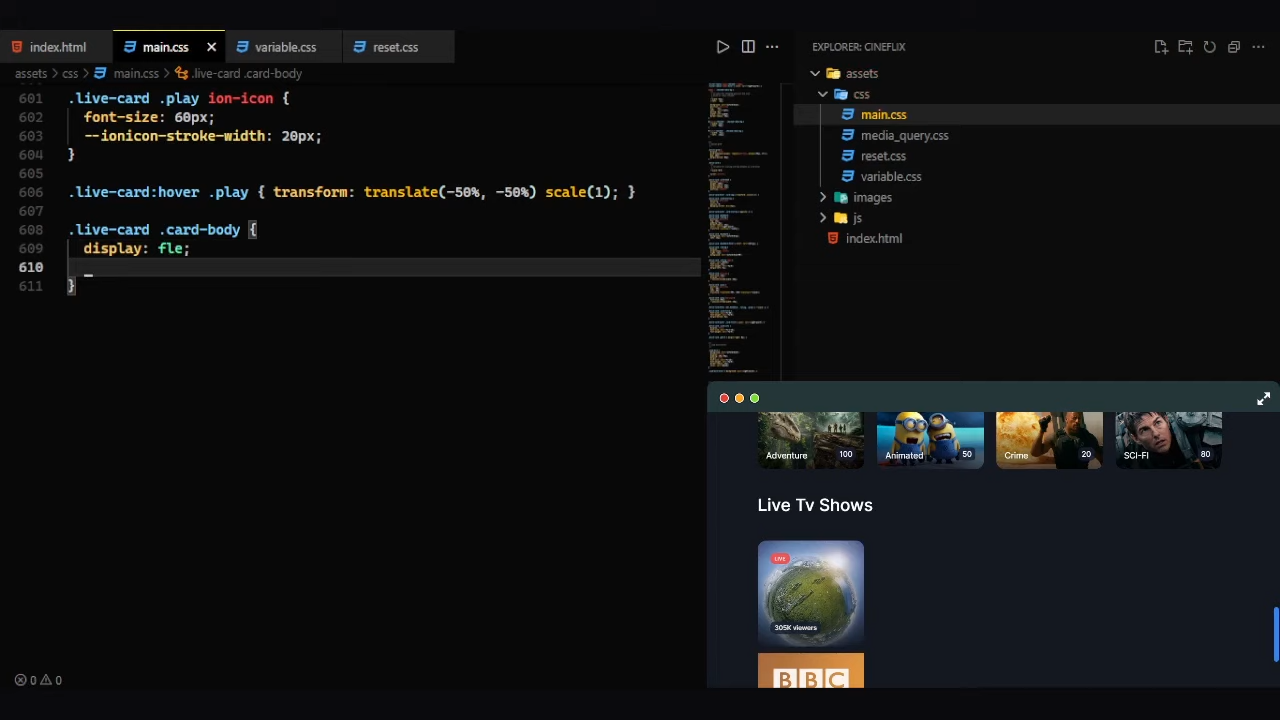 index.html
main.css
variable.css
reset.css
assets > css > main.css > .live-card .card-body
601 .live-card .play ion-icon {
602 font-size: 60px;
603 --ionicon-stroke-width: 20px;
604 }
605
606 .live-card:hover .play { transform: translate(-50%, -50%) scale(1); }
607
608 .live-card .card-body {
609 display: fle;
610
611 }
0 0
EXPLORER: CINEFLIX
assets
css
main.css
media_query.css
reset.css
variable.css
images
js
index.html
Adventure 100
Animated 50
Crime 20
SCI-FI 80
Live Tv Shows
LIVE
305K viewers
BBC